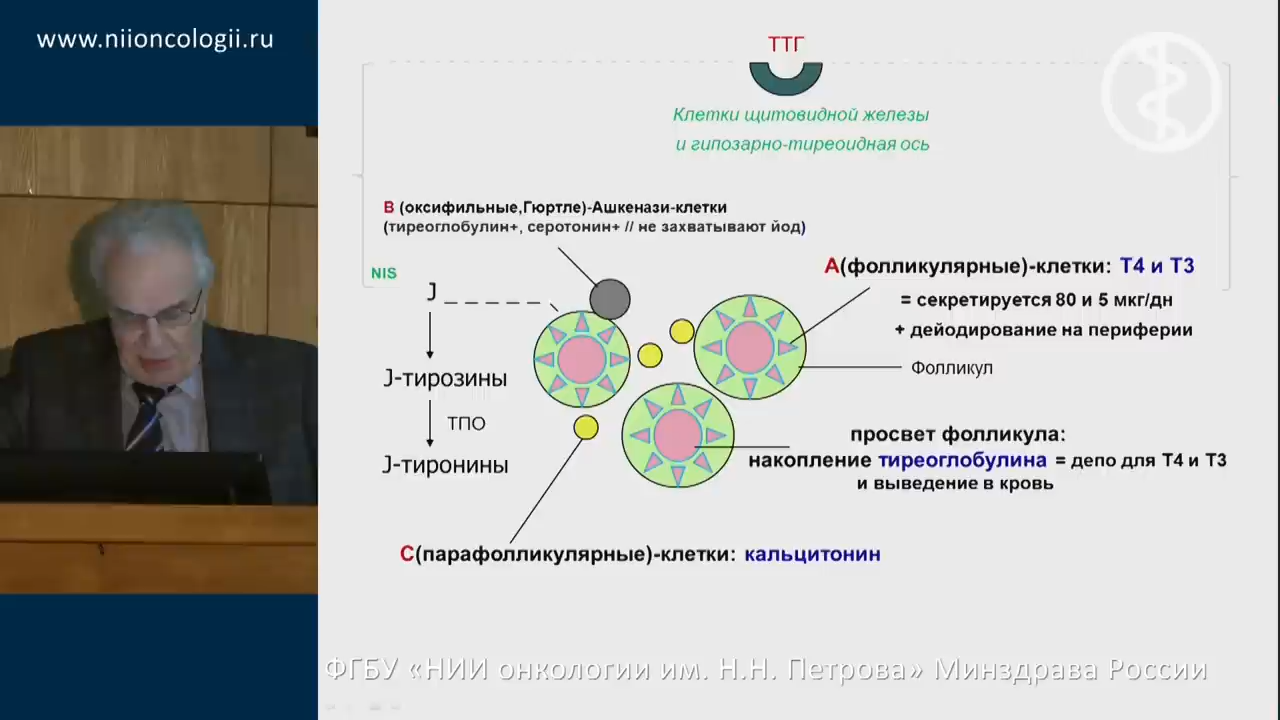 www.niioncologii.ru
ТТГ
Клетки щитовидной железы
и гипозарно-тиреоидная ось
В (оксифильные,Гюртле)-Ашкенази-клетки
(тиреоглобулин+, серотонин+ // не захватывают йод)
NIS
J
А(фолликулярные)-клетки: Т4 и Т3
= секретируется 80 и 5 мкг/дн
+ дейодирование на периферии
Фолликул
J-тирозины
ТПО
J-тиронины
просвет фолликула:
накопление тиреоглобулина = депо для Т4 и Т3
и выведение в кровь
С(парафолликулярные)-клетки: кальцитонин
ФГБУ «НИИ онкологии им. Н.Н. Петрова» Минздрава России